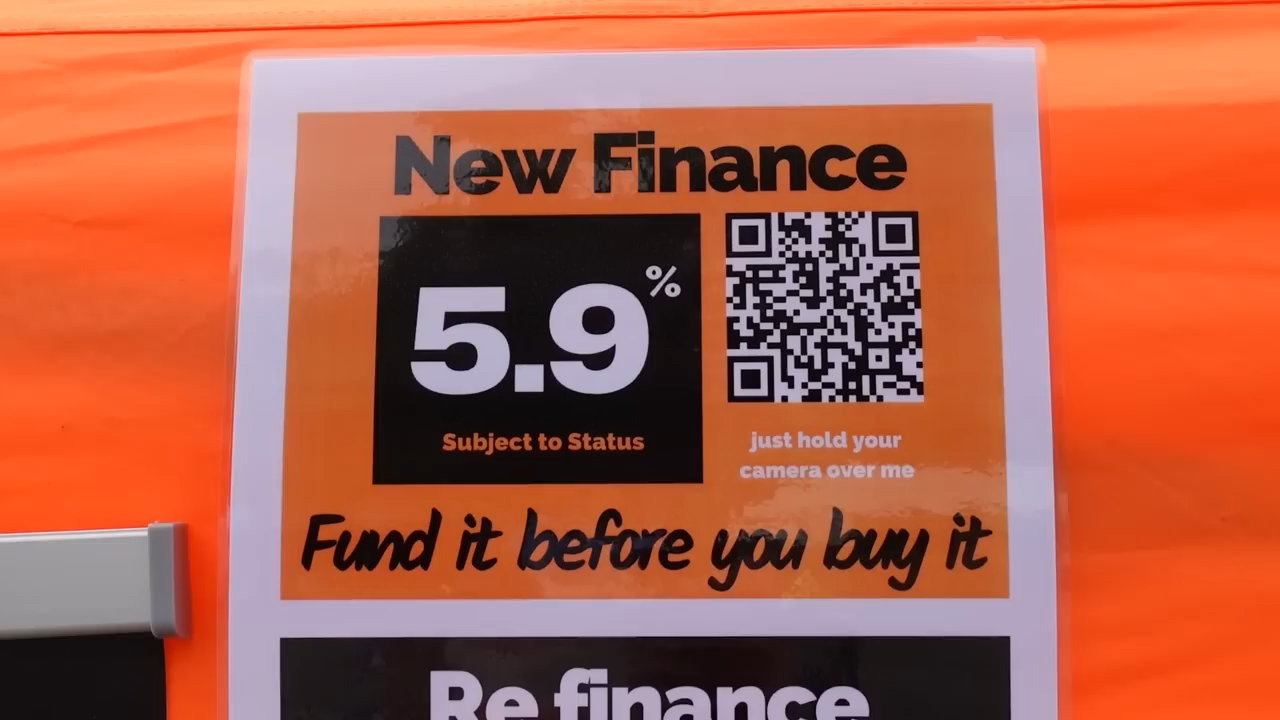 New Finance
5.9%
Subject to Status
just hold your
camera over me
Fund it before you buy it
Re finance